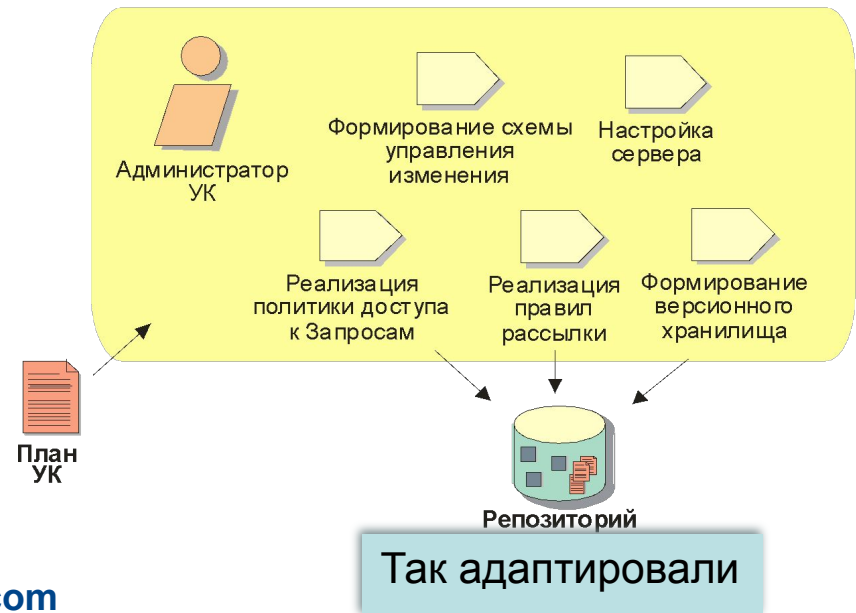 Формирование схемы
управления
изменения
Настройка
сервера
Администратор
УК
Реализация
политики доступа
к Запросам
Реализация
правил
рассылки
Формирование
версионного
хранилища
План
УК
Репозиторий
Так адаптировали
com